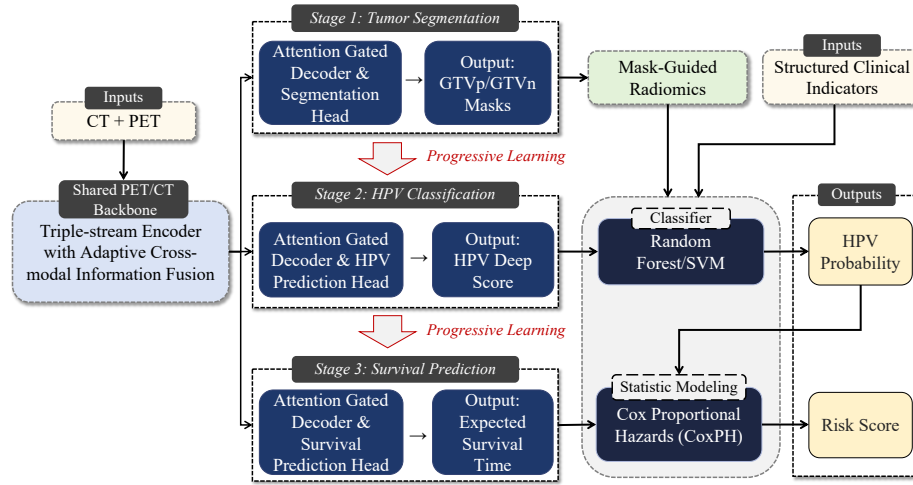 Stage 1: Tumor Segmentation
Attention Gated
Decoder &
Segmentation
Head
→
Output:
GTVp/GTVn
Masks
Mask-Guided
Radiomics
Inputs
Structured Clinical
Indicators
Inputs
CT + PET
Progressive Learning
Shared PET/CT
Backbone
Triple-stream Encoder
with Adaptive Cross-
modal Information Fusion
Stage 2: HPV Classification
Attention Gated
Decoder & HPV
Prediction Head
→
Output:
HPV Deep
Score
Classifier
Random
Forest/SVM
Outputs
HPV
Probability
Progressive Learning
Stage 3: Survival Prediction
Attention Gated
Decoder &
Survival
Prediction Head
→
Output:
Expected
Survival
Time
Statistic Modeling
Cox Proportional
Hazards (CoxPH)
Risk Score